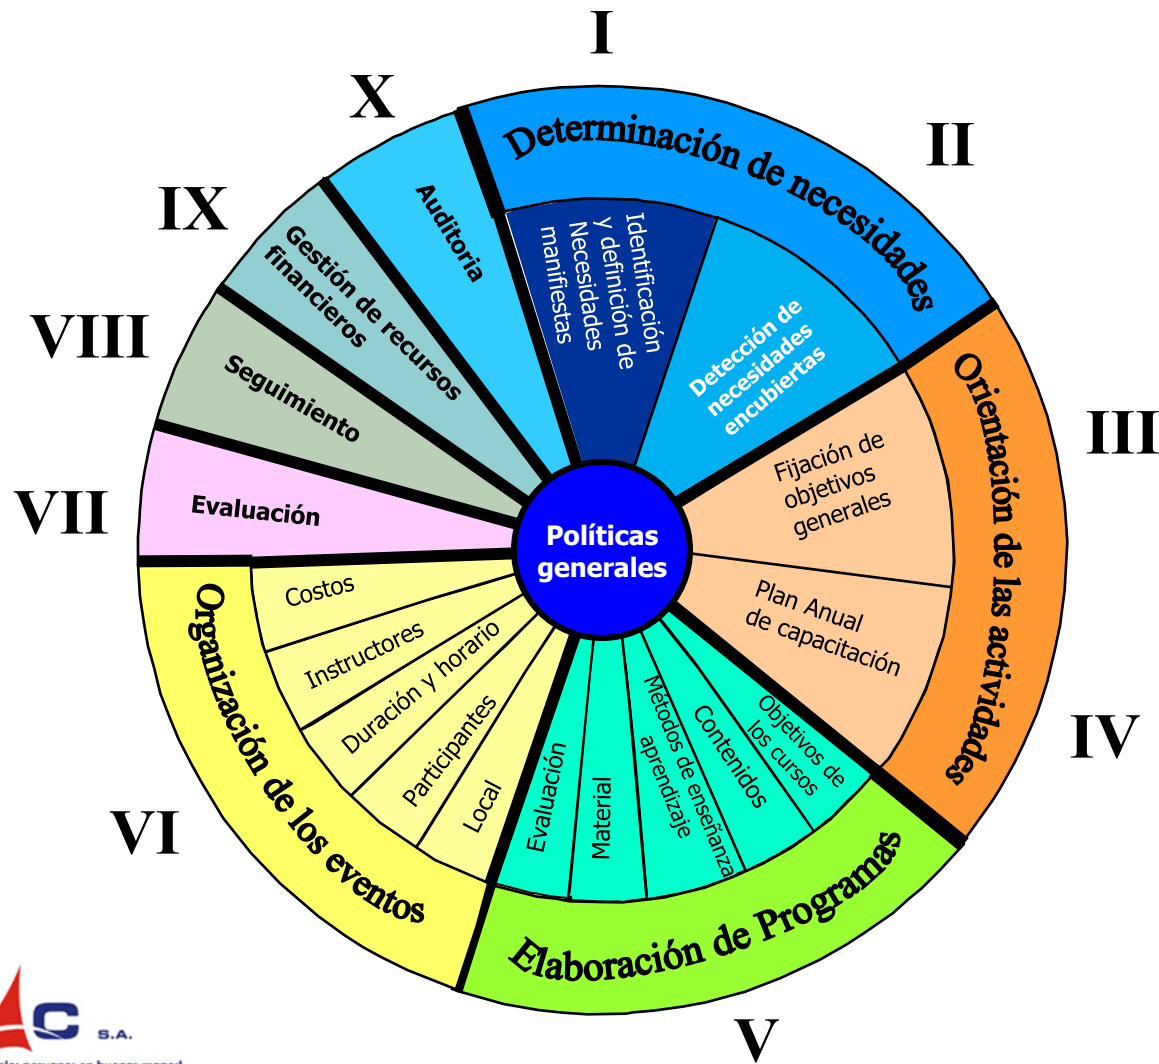 I
II
III
IV
V
VI
VII
VIII
IX
X
Determinación de necesidades
Identificación
y definición de
Necesidades
manifiestas
Detección de
necesidades
encubiertas
Orientación de las actividades
Fijación de
objetivos
generales
Plan Anual
de capacitación
Elaboración de Programas
Objetivos de
los cursos
Contenidos
Métodos de enseñanza
aprendizaje
Material
Evaluación
Organización de los eventos
Local
Participantes
Duración y horario
Instructores
Costos
Evaluación
Seguimiento
Gestión de recursos
financieros
Auditoria
Políticas
generales
C S.A.